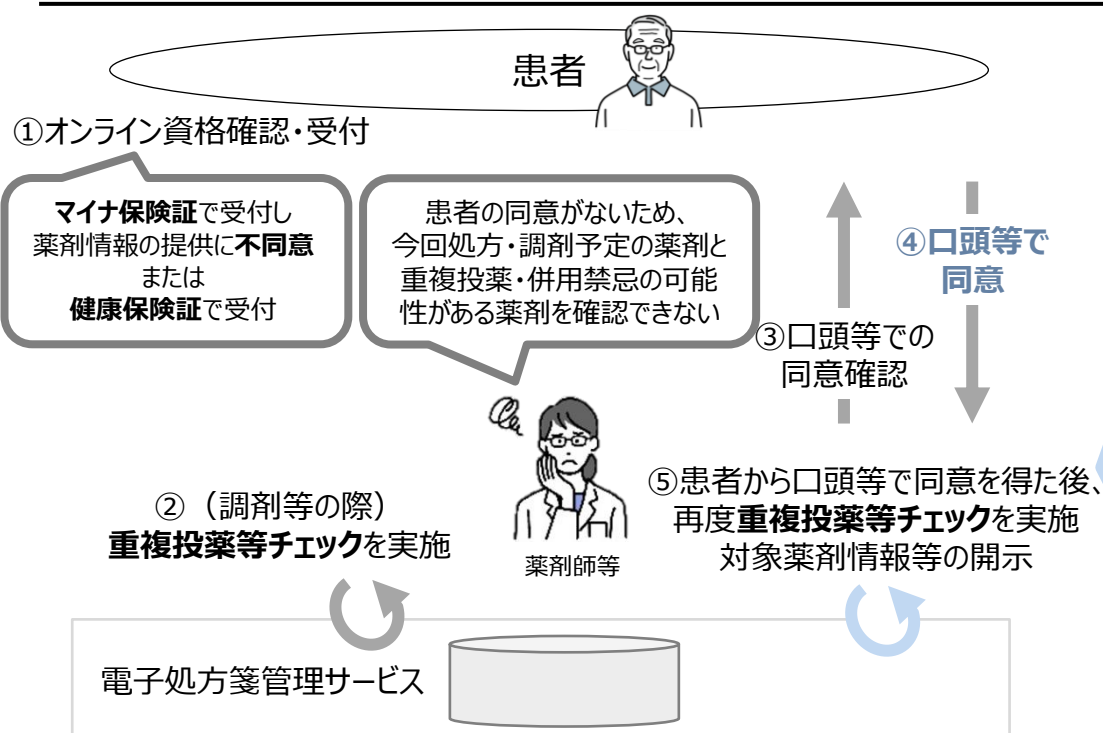 患者
①オンライン資格確認・受付
マイナ保険証で受付し
薬剤情報の提供に不同意
または
健康保険証で受付
患者の同意がないため、
今回処方・調剤予定の薬剤と
重複投薬・併用禁忌の可能
性がある薬剤を確認できない
④口頭等で
同意
③口頭等での
同意確認
②（調剤等の際）
重複投薬等チェックを実施
薬剤師等
⑤患者から口頭等で同意を得た後、
再度重複投薬等チェックを実施
対象薬剤情報等の開示
電子処方箋管理サービス